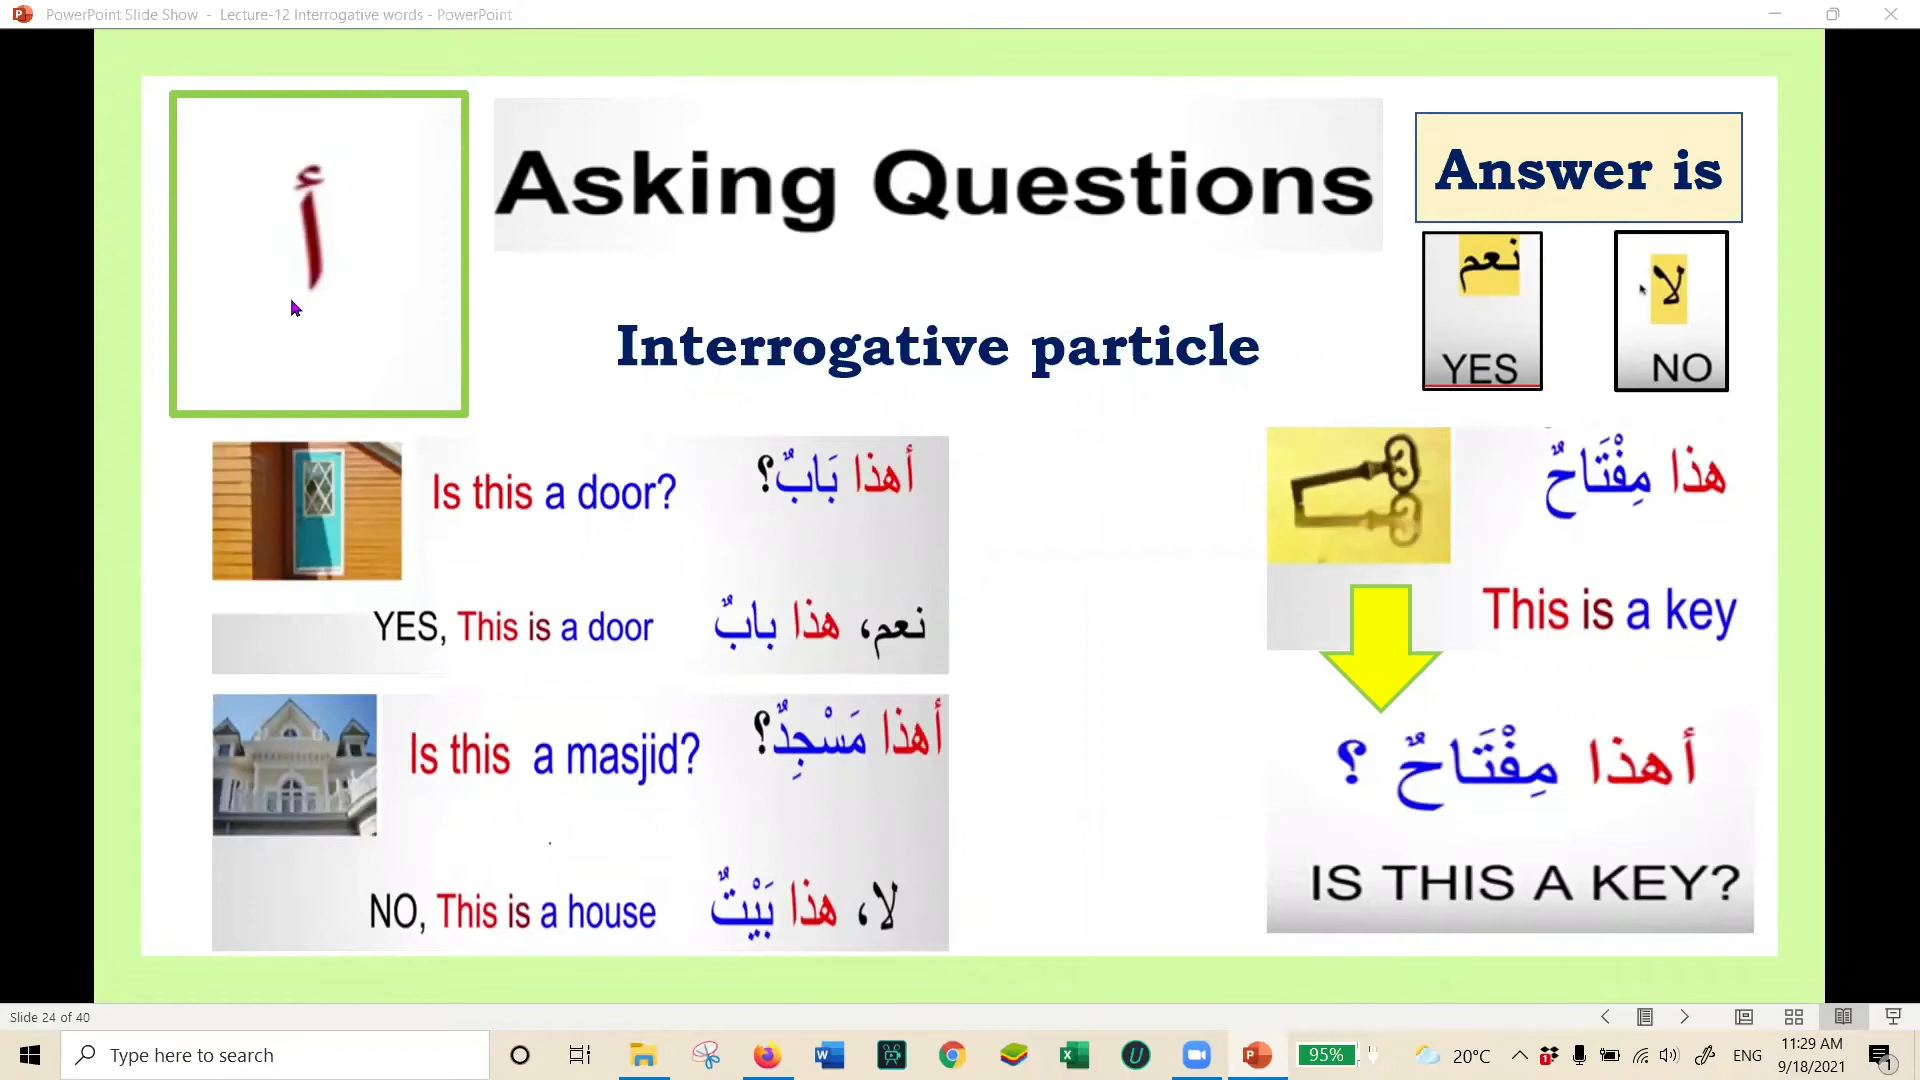 PowerPoint Slide Show - Lecture-12 Interrogative words - PowerPoint
أ
Asking Questions
Answer is
نعم
YES
لا
NO
Interrogative particle
Is this a door?
أهذا بَابٌ؟
YES, This is a door
نعم، هذا بابٌ
Is this a masjid?
أهذا مَسْجِدٌ؟
NO, This is a house
لا، هذا بَيْتٌ
هذا مِفْتَاحٌ
This is a key
أهذا مِفْتَاحٌ ؟
IS THIS A KEY?
Slide 24 of 40
Type here to search
95%
20°C
ENG
11:29 AM
9/18/2021
1